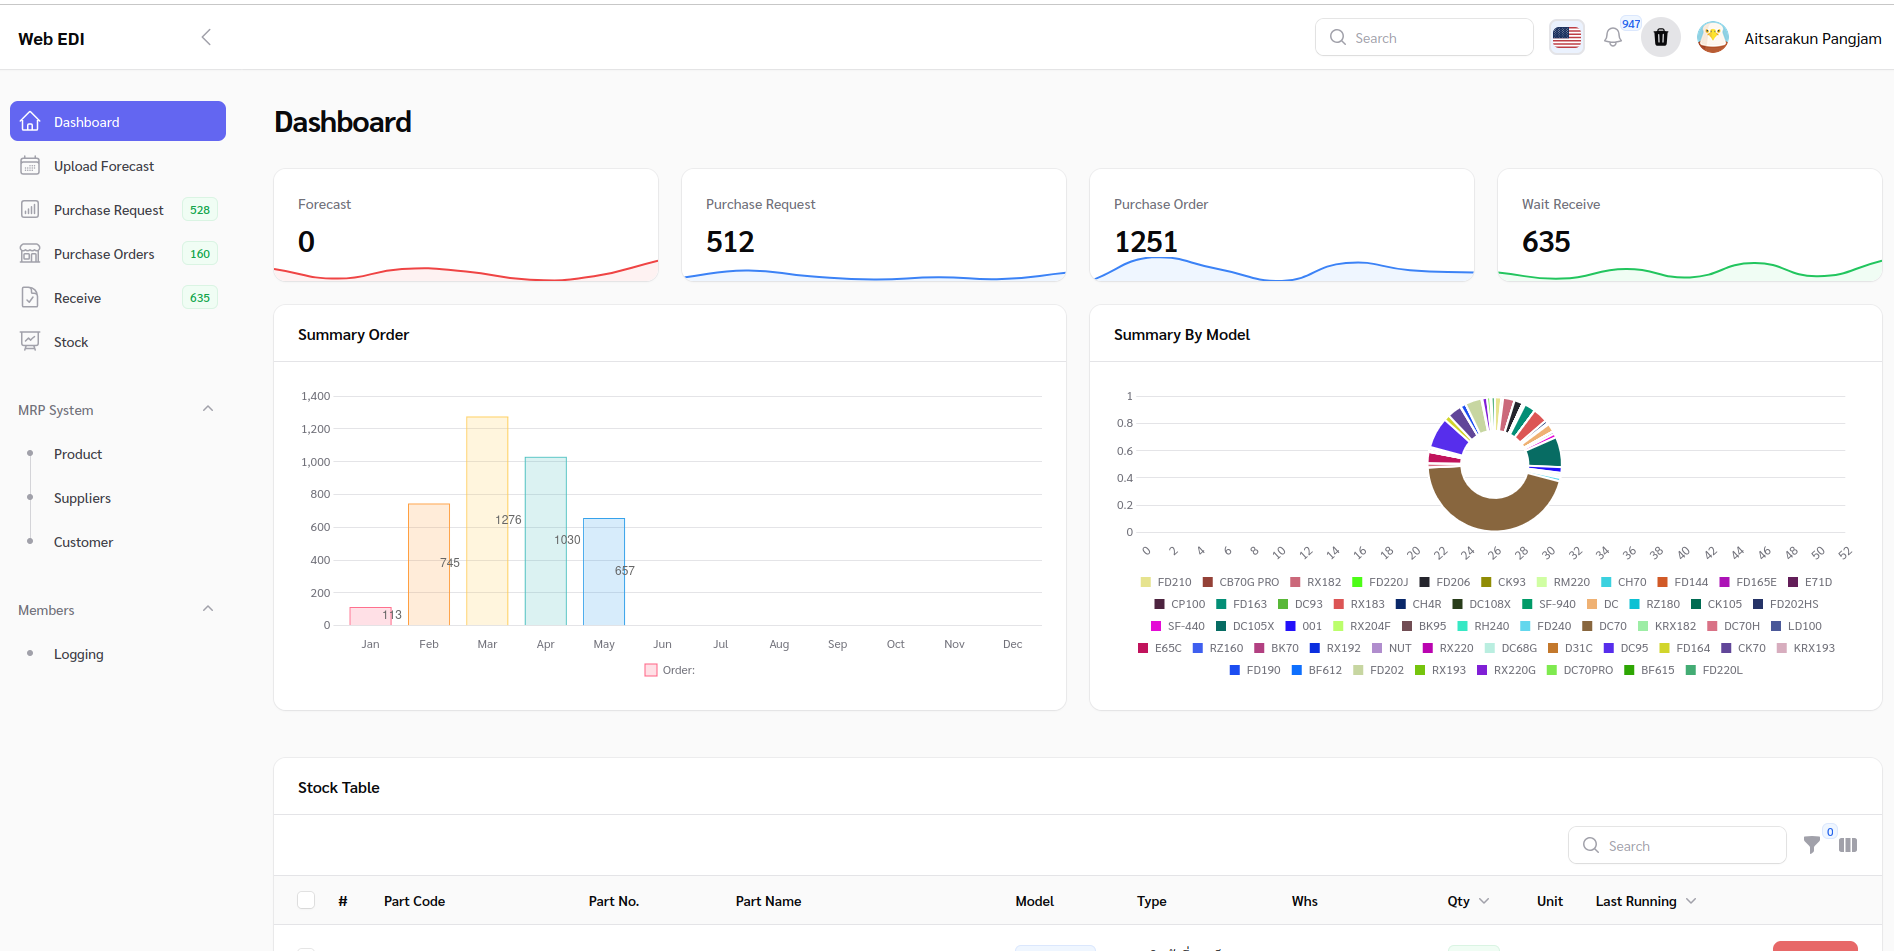 Web EDI
Search
947
Aitsarakun Pangjam
Dashboard
Upload Forecast
Purchase Request 528
Purchase Orders 160
Receive 635
Stock
MRP System
Product
Suppliers
Customer
Members
Logging
Dashboard
Forecast
0
Purchase Request
512
Purchase Order
1251
Wait Receive
635
Summary Order
1,400
1,200
1,000
800
600
400
200
0
113
745
1276
1030
657
Jan Feb Mar Apr May Jun Jul Aug Sep Oct Nov Dec
Order:
Summary By Model
1
0.8
0.6
0.4
0.2
0
0 2 4 6 8 10 12 14 16 18 20 22 24 26 28 30 32 34 36 38 40 42 44 46 48 50 52
FD210 CB70G PRO RX182 FD220J FD206 CK93 RM220 CH70 FD144 FD165E E71D
CP100 FD163 DC93 RX183 CH4R DC108X SF-940 DC RZ180 CK105 FD202HS
SF-440 DC105X 001 RX204F BK95 RH240 FD240 DC70 KRX182 DC70H LD100
E65C RZ160 BK70 RX192 NUT RX220 DC68G D31C DC95 FD164 CK70 KRX193
FD190 BF612 FD202 RX193 RX220G DC70PRO BF615 FD220L
Stock Table
Search
0
# Part Code Part No. Part Name Model Type Whs Qty Unit Last Running